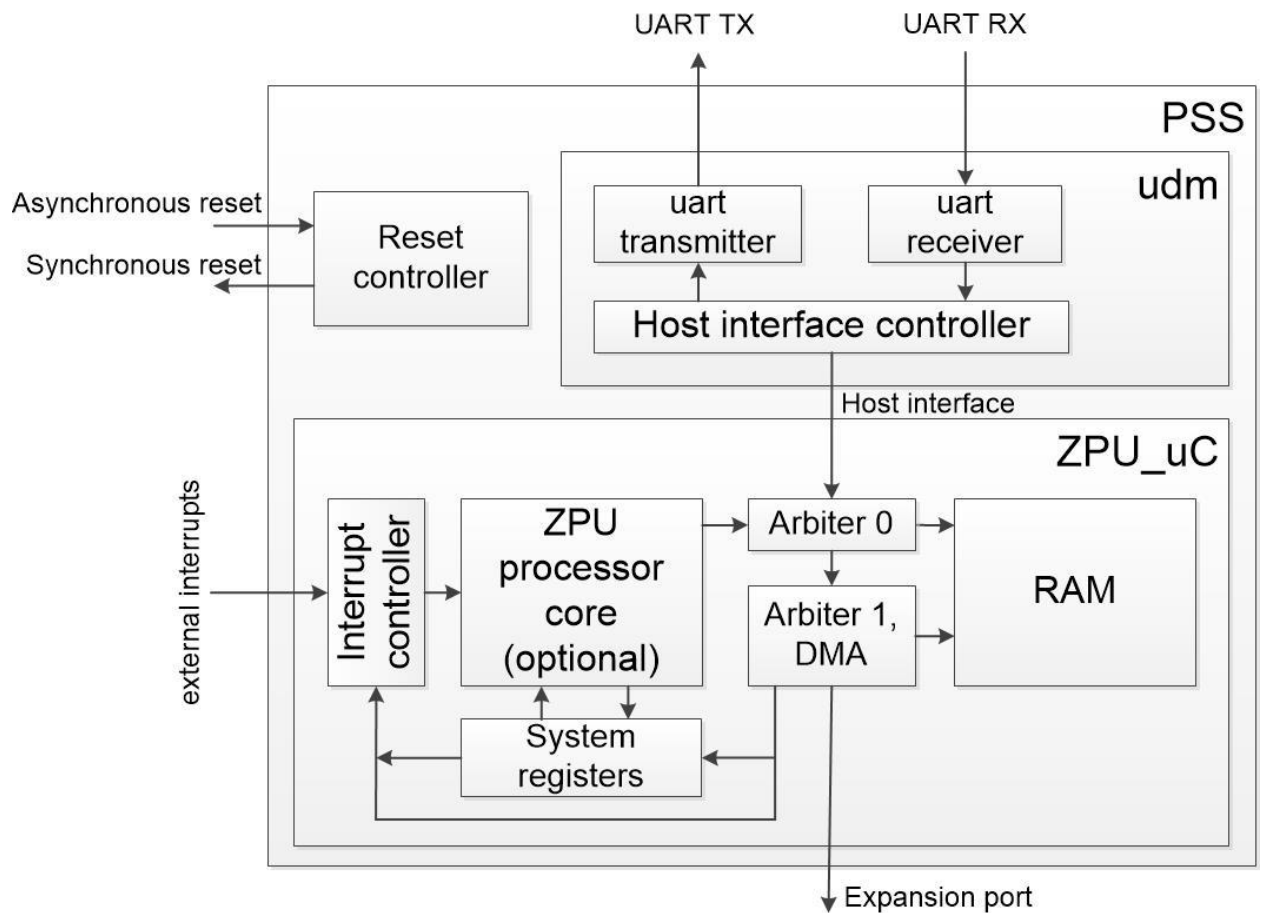 UART TX
UART RX
PSS
udm
Asynchronous reset
Synchronous reset
Reset
controller
uart
transmitter
uart
receiver
Host interface controller
Host interface
ZPU_uC
external interrupts
Interrupt
controller
ZPU
processor
core
(optional)
Arbiter 0
Arbiter 1,
DMA
RAM
System
registers
Expansion port